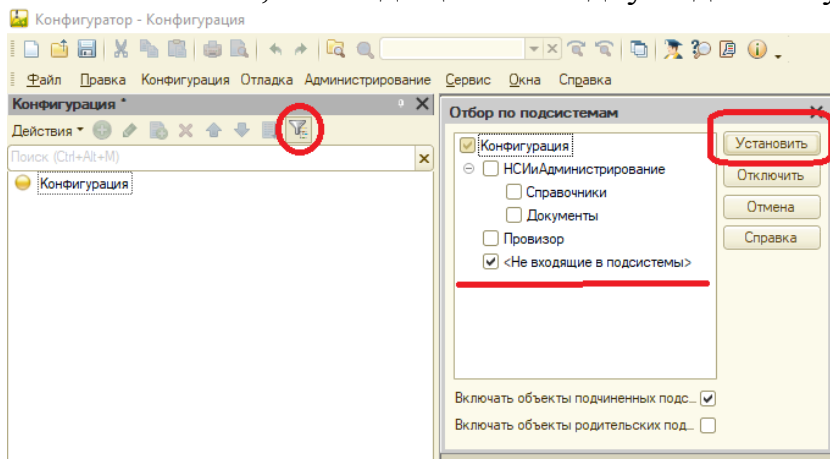 Конфигуратор - Конфигурация
Файл Правка Конфигурация Отладка Администрирование Сервис Окна Справка
Конфигурация *
Действия
Поиск (Ctrl+Alt+M)
Конфигурация
Отбор по подсистемам
Конфигурация
НСИиАдминистрирование
Справочники
Документы
Провизор
<Не входящие в подсистемы>
Установить
Отключить
Отмена
Справка
Включать объекты подчиненных подс...
Включать объекты родительских под...